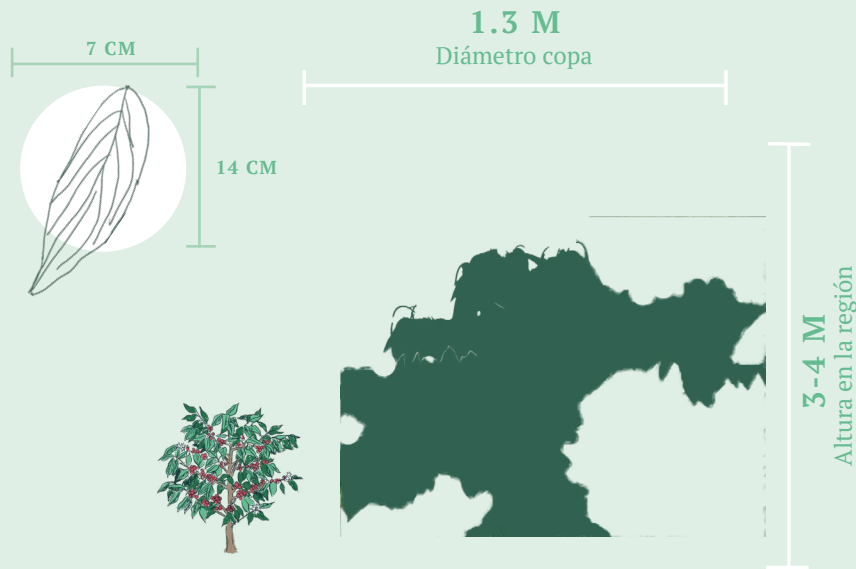 7 CM
14 CM
1.3 M
Diámetro copa
3-4 M
Altura en la región